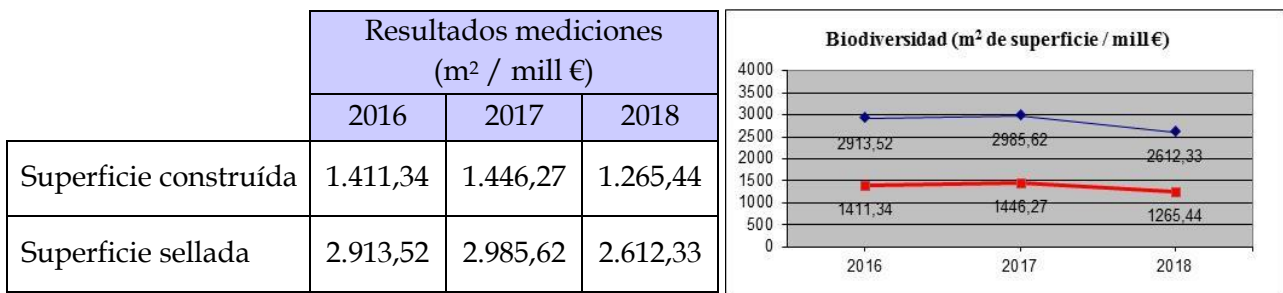 Resultados mediciones
(m² / mill €)
2016 2017 2018
Superficie construída 1.411,34 1.446,27 1.265,44
Superficie sellada 2.913,52 2.985,62 2.612,33
Biodiversidad (m² de superficie / mill €)
4000
3500
3000
2500
2000
1500
1000
500
0
2913,52 2985,62 2612,33
1411,34 1446,27 1265,44
2016 2017 2018